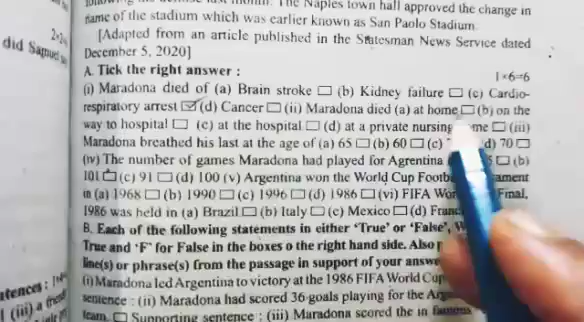 The Naples town hall approved the change in
name of the stadium which was earlier known as San Paolo Stadium.
[Adapted from an article published in the Statesman News Service dated
December 5, 2020]
A. Tick the right answer : 1×6=6
(i) Maradona died of (a) Brain stroke □ (b) Kidney failure □ (c) Cardio-
respiratory arrest ☑ (d) Cancer □ (ii) Maradona died (a) at home □ (b) on the
way to hospital □ (c) at the hospital □ (d) at a private nursing □ (iii)
Maradona breathed his last at the age of (a) 65 □ (b) 60 □ (c) d) 70 □
(iv) The number of games Maradona had played for Agrentina □ (b)
101 □ (c) 91 □ (d) 100 (v) Argentina won the World Cup
in (a) 1968 □ (b) 1990 □ (c) 1996 □ (d) 1986 □ (vi) FIFA Final,
1986 was held in (a) Brazil □ (b) Italy □ (c) Mexico □ (d)
B. Each of the following statements in either 'True' or 'False',
True and 'F' for False in the boxes o the right hand side. Also
line(s) or phrase(s) from the passage in support of your
(i) Maradona led Argentina to victory at the 1986 FIFA World Cup
sentence : (ii) Maradona had scored 36 goals playing for the
team. □ Supporting sentence : (iii) Maradona scored the in famous
did Samuel
(iii) a